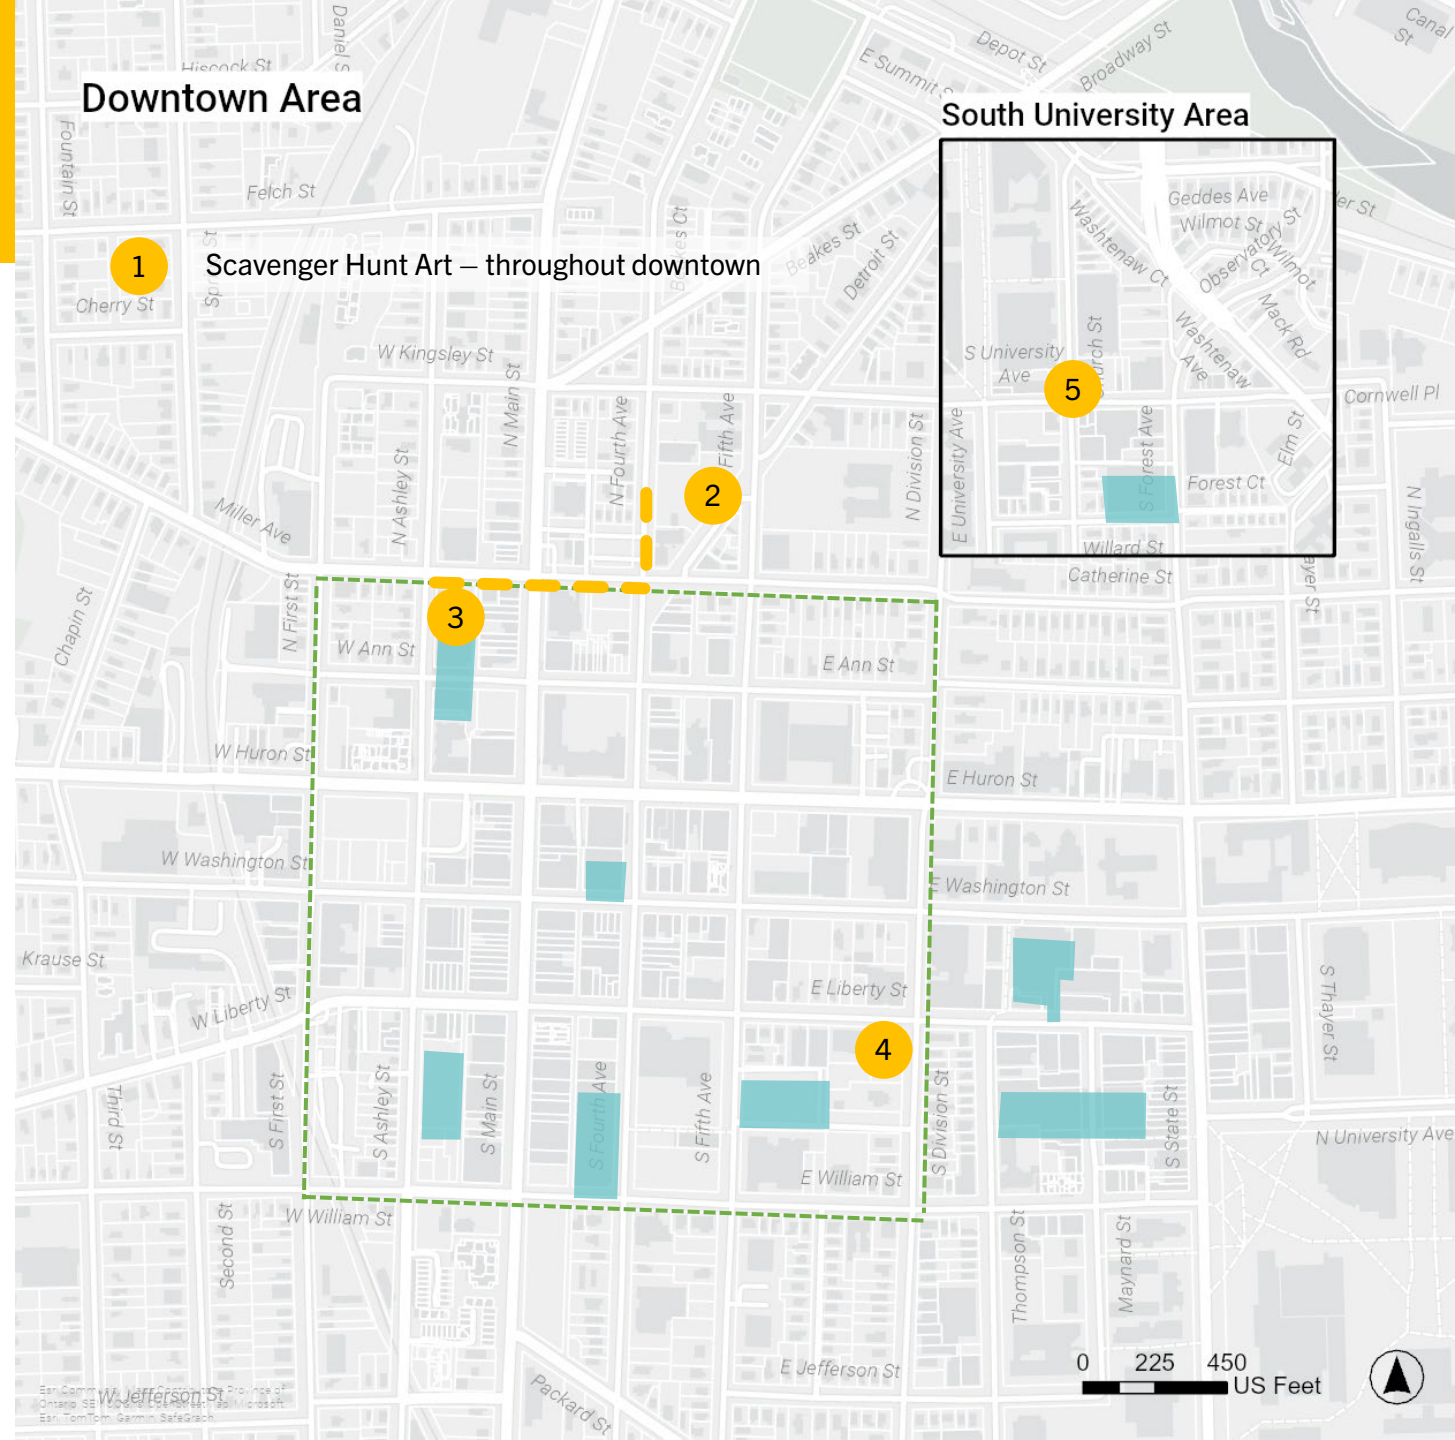 Downtown Area
South University Area
1
Scavenger Hunt Art – throughout downtown
2
3
4
5
Hiscock St
Fountain St
Felch St
Cherry St
W Kingsley St
N Main St
N Ashley St
N Fourth Ave
Fifth Ave
N Division St
Beakes St
Beakes Ct
Detroit St
E Summit
Depot St
Broadway St
Canal
St
Geddes Ave
Wilmot St
Observatory St
Wilmot
Ct
Washtenaw Ct
Mack Rd
Washtenaw
Ave
S University
Ave
E University Ave
S Forest Ave
Forest Ct
Elm St
Willard St
Catherine St
Cornwell Pl
N Ingalls St
Miller Ave
Chapin St
N First St
W Ann St
E Ann St
W Huron St
E Huron St
W Washington St
E Washington St
Krause St
W Liberty St
E Liberty St
Third St
S First St
S Ashley St
S Main St
S Fourth Ave
S Fifth Ave
S Division St
S State St
S Thayer St
N University Ave
E William St
W William St
Second St
Thompson St
Maynard St
E Jefferson St
W Jefferson St
Packard St
0 225 450
US Feet